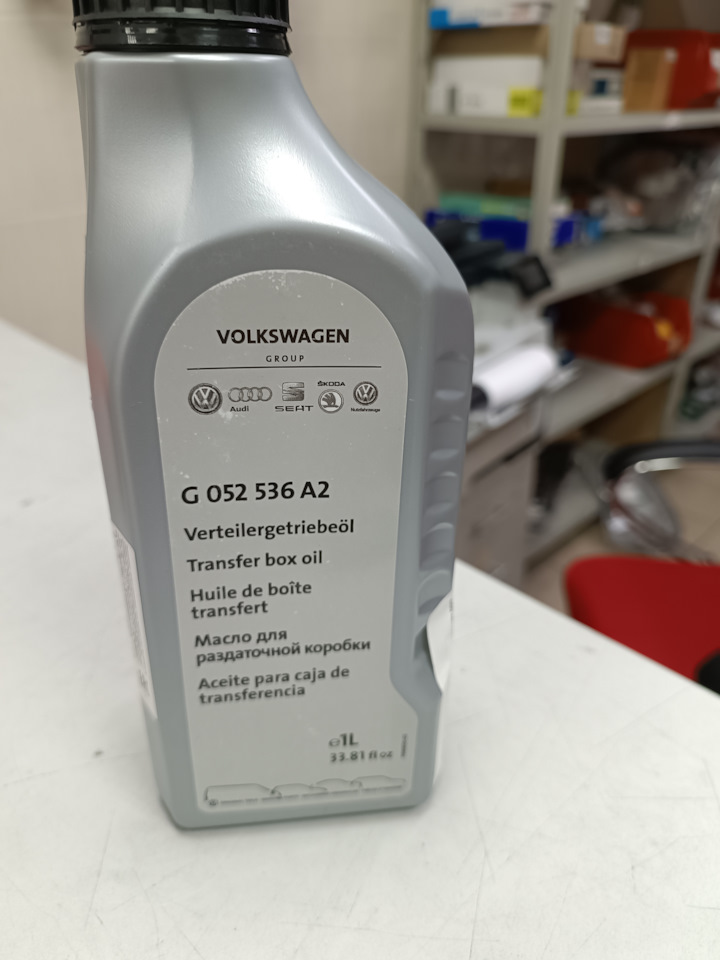 VOLKSWAGEN
GROUP
Audi
SEAT
ŠKODA
Nutzfahrzeuge
G 052 536 A2
Verteilergetriebeöl
Transfer box oil
Huile de boîte
transfert
Масло для
раздаточной коробки
Aceite para caja de
transferencia
℮1L
33.81 fl oz